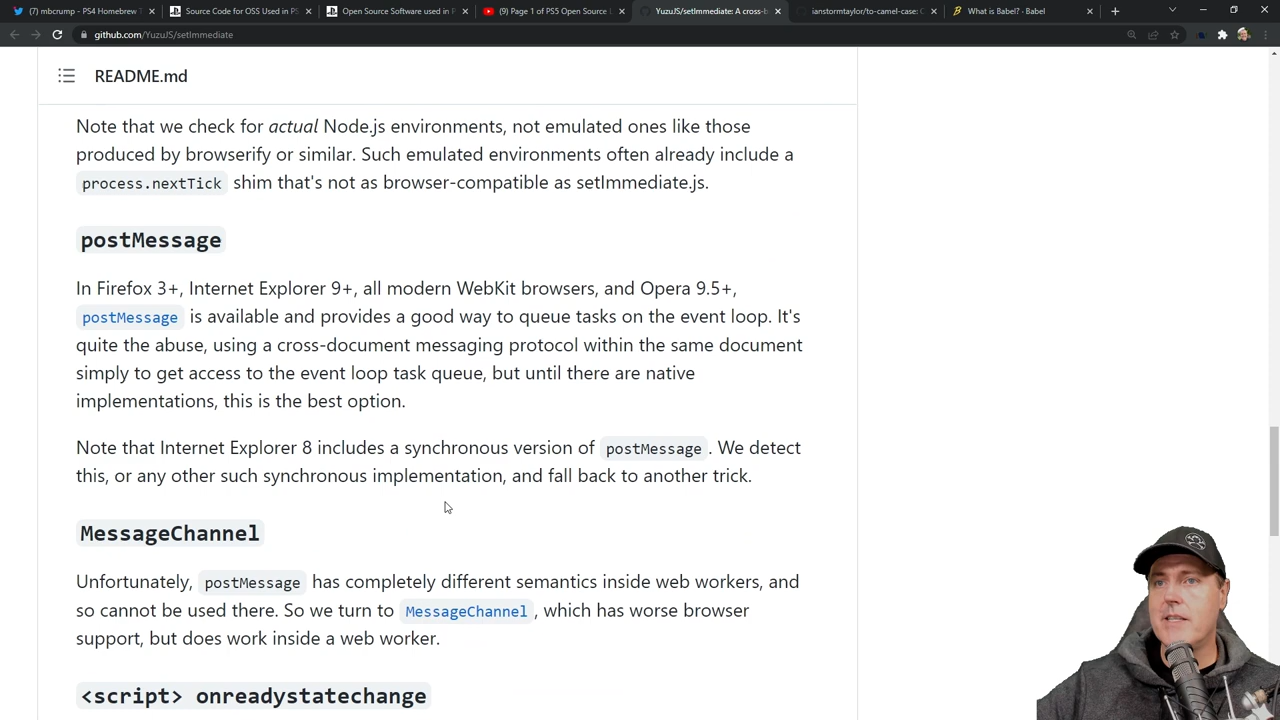 (7) mbcrump - PS4 Homebrew T
Source Code for OSS Used in PS
Open Source Software used in P
(9) Page 1 of PS5 Open Source L
YuzuJS/setImmediate: A cross-b
ianstormtaylor/to-camel-case: C
What is Babel? · Babel
github.com/YuzuJS/setImmediate
README.md
Note that we check for actual Node.js environments, not emulated ones like those
produced by browserify or similar. Such emulated environments often already include a
process.nextTick shim that's not as browser-compatible as setImmediate.js.
postMessage
In Firefox 3+, Internet Explorer 9+, all modern WebKit browsers, and Opera 9.5+,
postMessage is available and provides a good way to queue tasks on the event loop. It's
quite the abuse, using a cross-document messaging protocol within the same document
simply to get access to the event loop task queue, but until there are native
implementations, this is the best option.
Note that Internet Explorer 8 includes a synchronous version of postMessage. We detect
this, or any other such synchronous implementation, and fall back to another trick.
MessageChannel
Unfortunately, postMessage has completely different semantics inside web workers, and
so cannot be used there. So we turn to MessageChannel, which has worse browser
support, but does work inside a web worker.
<script> onreadystatechange